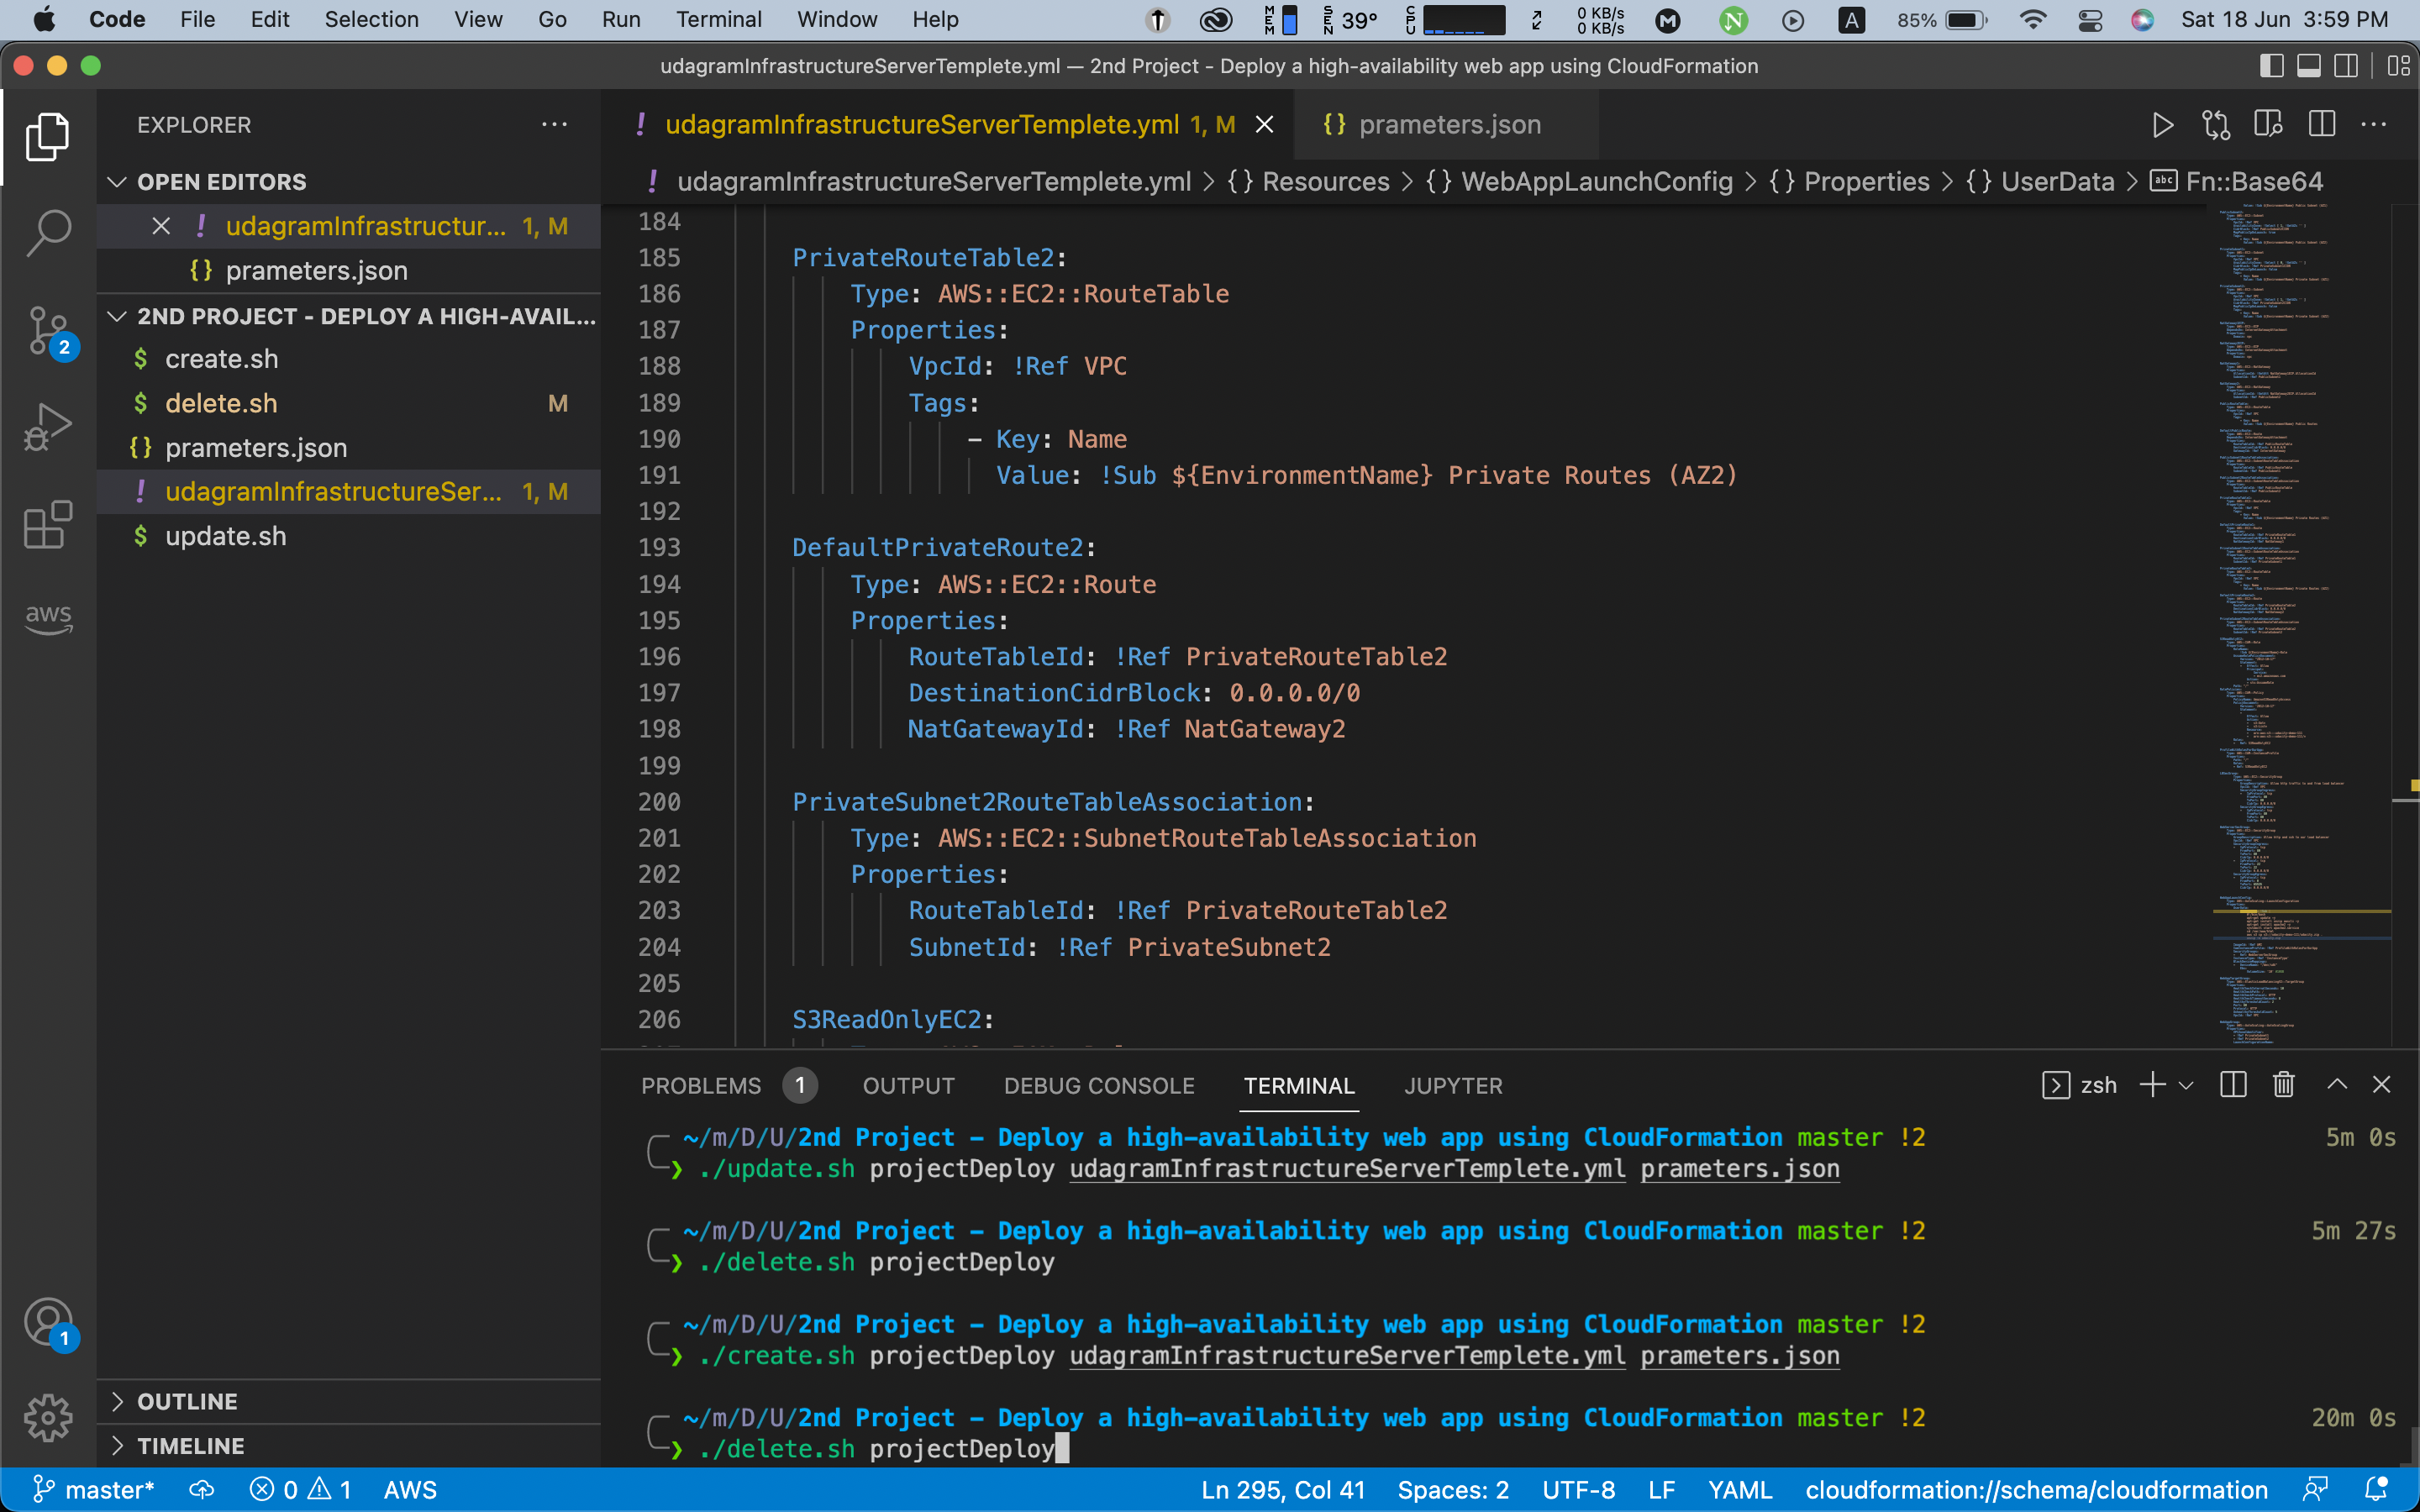 Code File Edit Selection View Go Run Terminal Window Help MEM SEN 39° CPU 0 KB/s 0 KB/s A 85% Sat 18 Jun 3:59 PM
udagramInfrastructureServerTemplete.yml — 2nd Project - Deploy a high-availability web app using CloudFormation
EXPLORER ···
OPEN EDITORS
! udagramInfrastructur... 1, M
{} prameters.json
2ND PROJECT - DEPLOY A HIGH-AVAIL...
$ create.sh
$ delete.sh M
{} prameters.json
! udagramInfrastructureSer... 1, M
$ update.sh
aws
2
1
OUTLINE
TIMELINE
! udagramInfrastructureServerTemplete.yml 1, M
{} prameters.json
! udagramInfrastructureServerTemplete.yml > {} Resources > {} WebAppLaunchConfig > {} Properties > {} UserData > abc Fn::Base64
184
185 PrivateRouteTable2:
186 Type: AWS::EC2::RouteTable
187 Properties:
188 VpcId: !Ref VPC
189 Tags:
190 - Key: Name
191 Value: !Sub ${EnvironmentName} Private Routes (AZ2)
192
193 DefaultPrivateRoute2:
194 Type: AWS::EC2::Route
195 Properties:
196 RouteTableId: !Ref PrivateRouteTable2
197 DestinationCidrBlock: 0.0.0.0/0
198 NatGatewayId: !Ref NatGateway2
199
200 PrivateSubnet2RouteTableAssociation:
201 Type: AWS::EC2::SubnetRouteTableAssociation
202 Properties:
203 RouteTableId: !Ref PrivateRouteTable2
204 SubnetId: !Ref PrivateSubnet2
205
206 S3ReadOnlyEC2:
PROBLEMS 1 OUTPUT DEBUG CONSOLE TERMINAL JUPYTER zsh
~/m/D/U/2nd Project - Deploy a high-availability web app using CloudFormation master !2 5m 0s
❯ ./update.sh projectDeploy udagramInfrastructureServerTemplete.yml prameters.json
~/m/D/U/2nd Project - Deploy a high-availability web app using CloudFormation master !2 5m 27s
❯ ./delete.sh projectDeploy
~/m/D/U/2nd Project - Deploy a high-availability web app using CloudFormation master !2
❯ ./create.sh projectDeploy udagramInfrastructureServerTemplete.yml prameters.json
~/m/D/U/2nd Project - Deploy a high-availability web app using CloudFormation master !2 20m 0s
❯ ./delete.sh projectDeploy
master* 0 1 AWS Ln 295, Col 41 Spaces: 2 UTF-8 LF YAML cloudformation://schema/cloudformation